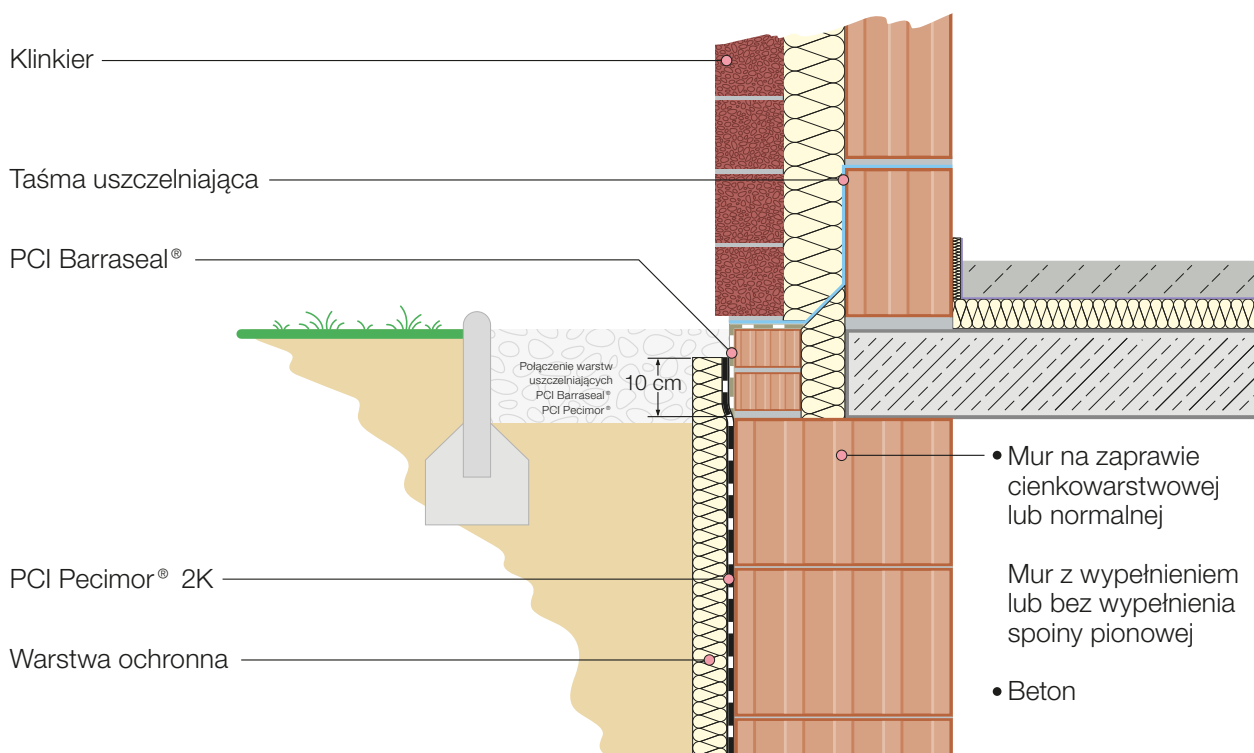 Klinkier
Taśma uszczelniająca
PCI Barraseal®
Połączenie warstw
uszczelniających
PCI Barraseal®
PCI Pecimor®
10 cm
PCI Pecimor® 2K
Warstwa ochronna
• Mur na zaprawie
cienkowarstwowej
lub normalnej
Mur z wypełnieniem
lub bez wypełnienia
spoiny pionowej
• Beton